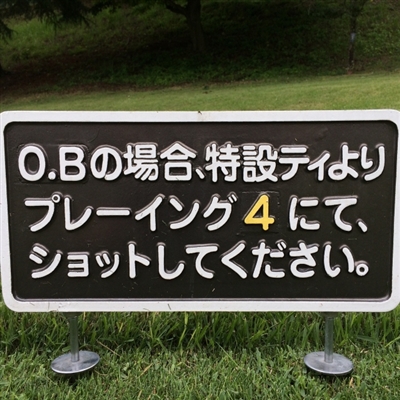 O.Bの場合、特設ティより
プレーイング4にて、
ショットしてください。